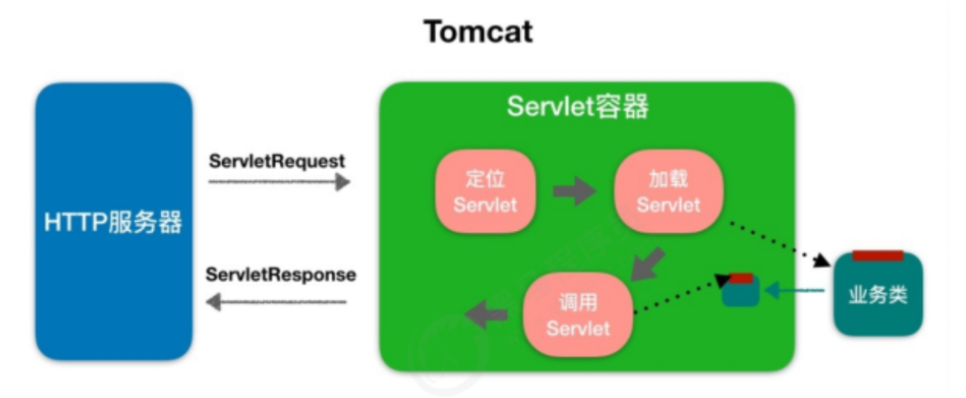 Tomcat
Servlet容器
ServletRequest
定位
Servlet
加载
Servlet
HTTP服务器
ServletResponse
调用
Servlet
业务类